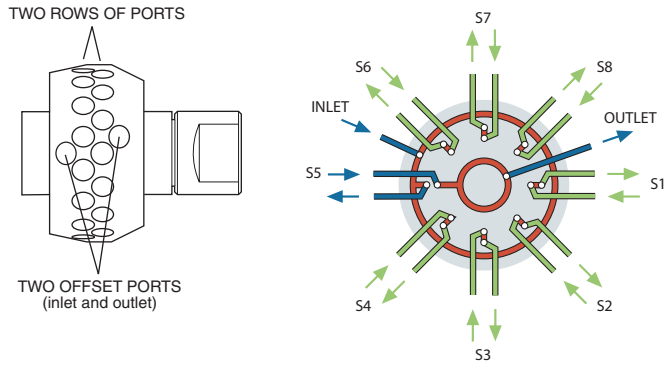 TWO ROWS OF PORTS
TWO OFFSET PORTS
(inlet and outlet)
S7
S6
S8
INLET
OUTLET
S5
S1
S4
S2
S3